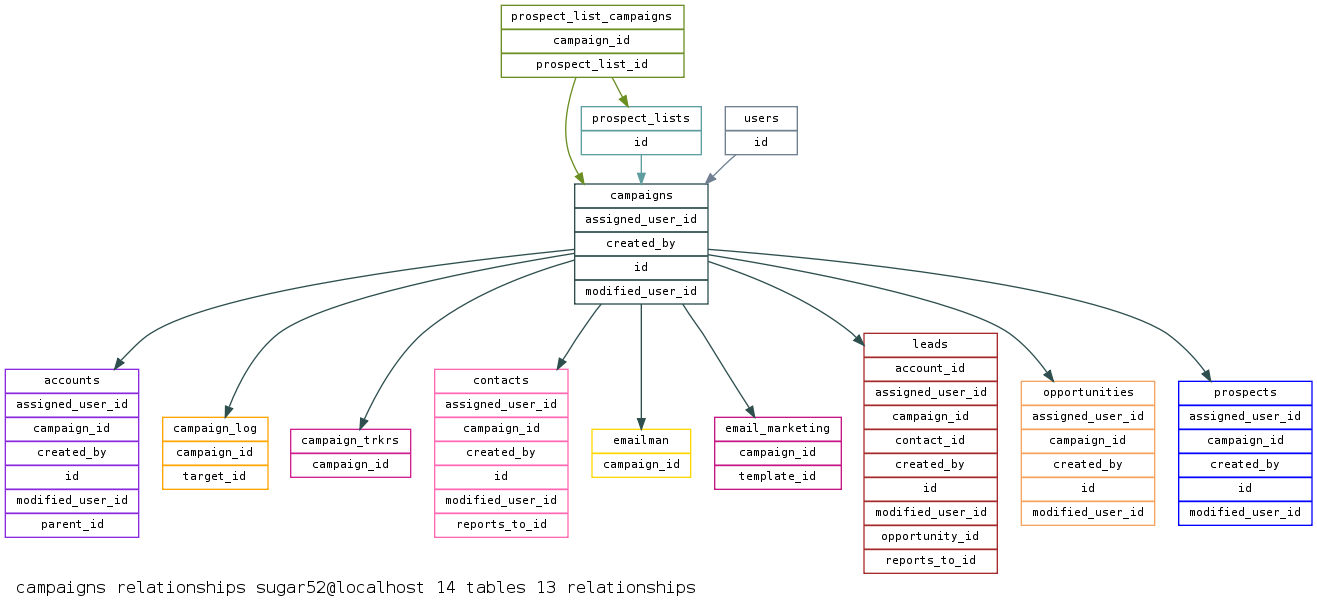 prospect_list_campaigns
campaign_id
prospect_list_id
prospect_lists
id
users
id
campaigns
assigned_user_id
created_by
id
modified_user_id
accounts
assigned_user_id
campaign_id
created_by
id
modified_user_id
parent_id
campaign_log
campaign_id
target_id
campaign_trkrs
campaign_id
contacts
assigned_user_id
campaign_id
created_by
id
modified_user_id
reports_to_id
emailman
campaign_id
email_marketing
campaign_id
template_id
leads
account_id
assigned_user_id
campaign_id
contact_id
created_by
id
modified_user_id
opportunity_id
reports_to_id
opportunities
assigned_user_id
campaign_id
created_by
id
modified_user_id
prospects
assigned_user_id
campaign_id
created_by
id
modified_user_id
campaigns relationships sugar52@localhost 14 tables 13 relationships